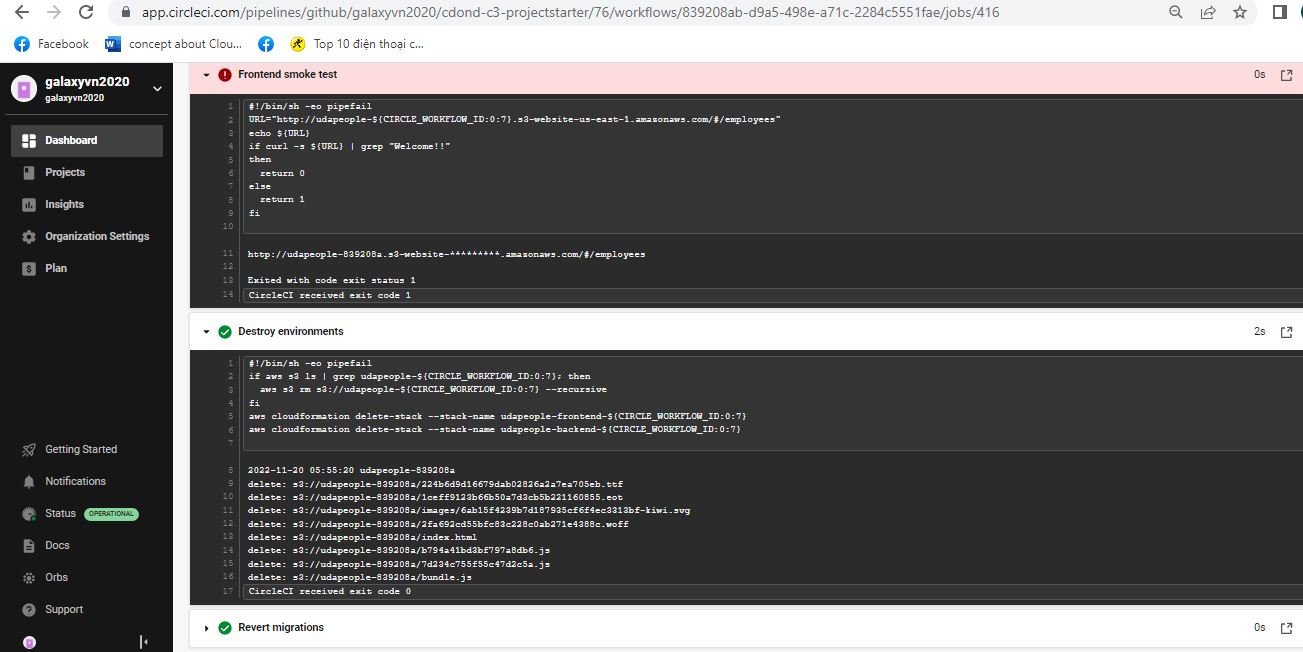 app.circleci.com/pipelines/github/galaxyvn2020/cdond-c3-projectstarter/76/workflows/839208ab-d9a5-498e-a71c-2284c5551fae/jobs/416
Facebook
concept about Clou...
Top 10 điện thoại c...
galaxyvn2020
galaxyvn2020
Dashboard
Projects
Insights
Organization Settings
Plan
Getting Started
Notifications
Status OPERATIONAL
Docs
Orbs
Support
Frontend smoke test 0s
1 #!/bin/sh -eo pipefail
2 URL="http://udapeople-${CIRCLE_WORKFLOW_ID:0:7}.s3-website-us-east-1.amazonaws.com/#/employees"
3 echo ${URL}
4 if curl -s ${URL} | grep "Welcome!!"
5 then
6 return 0
7 else
8 return 1
9 fi
10
11 http://udapeople-839208a.s3-website-*********.amazonaws.com/#/employees
12
13 Exited with code exit status 1
14 CircleCI received exit code 1
Destroy environments 2s
1 #!/bin/sh -eo pipefail
2 if aws s3 ls | grep udapeople-${CIRCLE_WORKFLOW_ID:0:7}; then
3 aws s3 rm s3://udapeople-${CIRCLE_WORKFLOW_ID:0:7} --recursive
4 fi
5 aws cloudformation delete-stack --stack-name udapeople-frontend-${CIRCLE_WORKFLOW_ID:0:7}
6 aws cloudformation delete-stack --stack-name udapeople-backend-${CIRCLE_WORKFLOW_ID:0:7}
7
8 2022-11-20 05:55:20 udapeople-839208a
9 delete: s3://udapeople-839208a/224b6d9d16679dab02826a2a7ea705eb.ttf
10 delete: s3://udapeople-839208a/1ceff9123b66b50a7d3cb5b221160855.eot
11 delete: s3://udapeople-839208a/images/6ab15f4239b7d187935cf6f4ec3313bf-kiwi.svg
12 delete: s3://udapeople-839208a/2fa692cd55bfc83c228c0ab271e4388c.woff
13 delete: s3://udapeople-839208a/index.html
14 delete: s3://udapeople-839208a/b794a41bd3bf797a8db6.js
15 delete: s3://udapeople-839208a/7d234c755f55c47d2c5a.js
16 delete: s3://udapeople-839208a/bundle.js
17 CircleCI received exit code 0
Revert migrations 0s